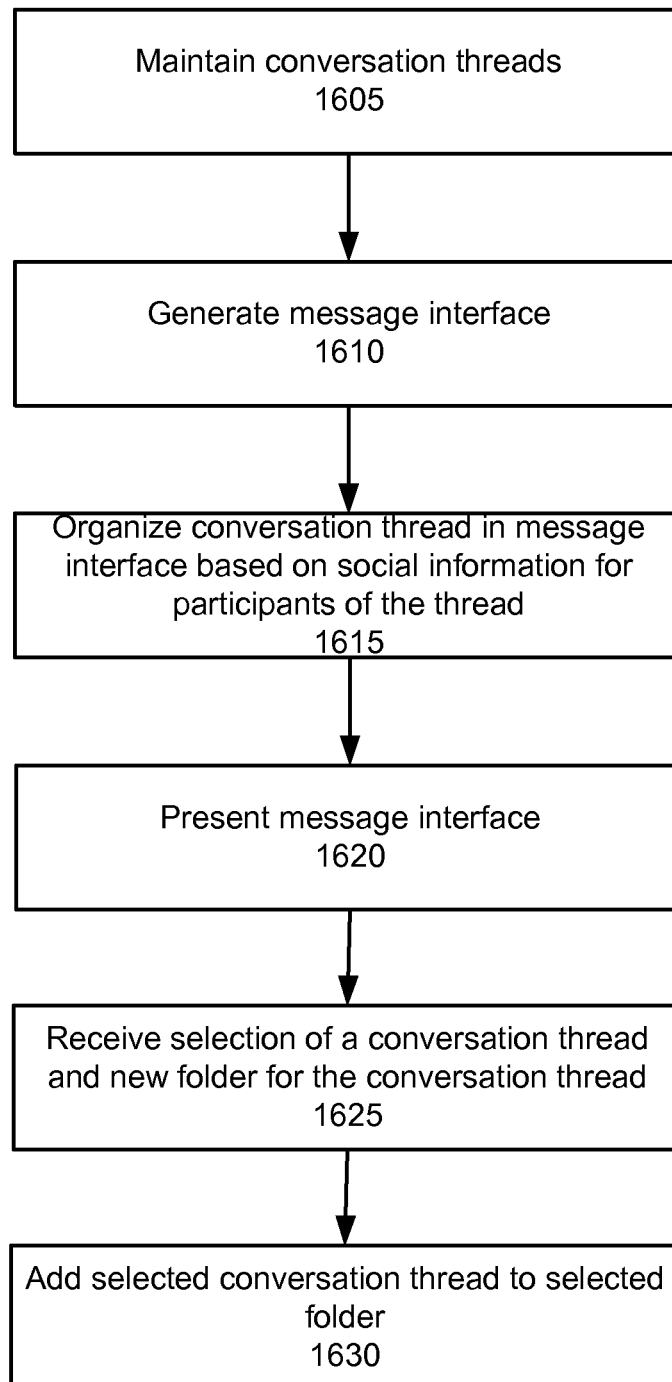 Maintain conversation threads
1605
Generate message interface
1610
Organize conversation thread in message
interface based on social information for
participants of the thread
1615
Present message interface
1620
Receive selection of a conversation thread
and new folder for the conversation thread
1625
Add selected conversation thread to selected
folder
1630